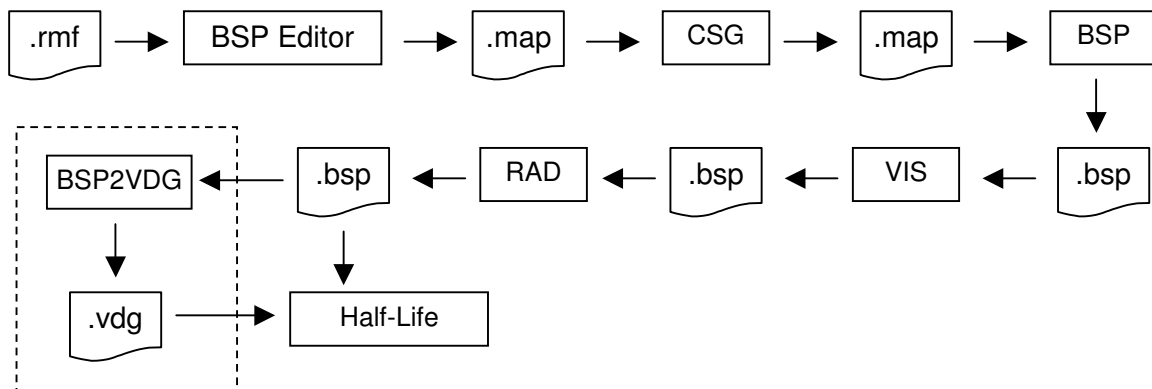 .rmf
BSP Editor
.map
CSG
.map
BSP
BSP2VDG
.bsp
RAD
.bsp
VIS
.bsp
.vdg
Half-Life